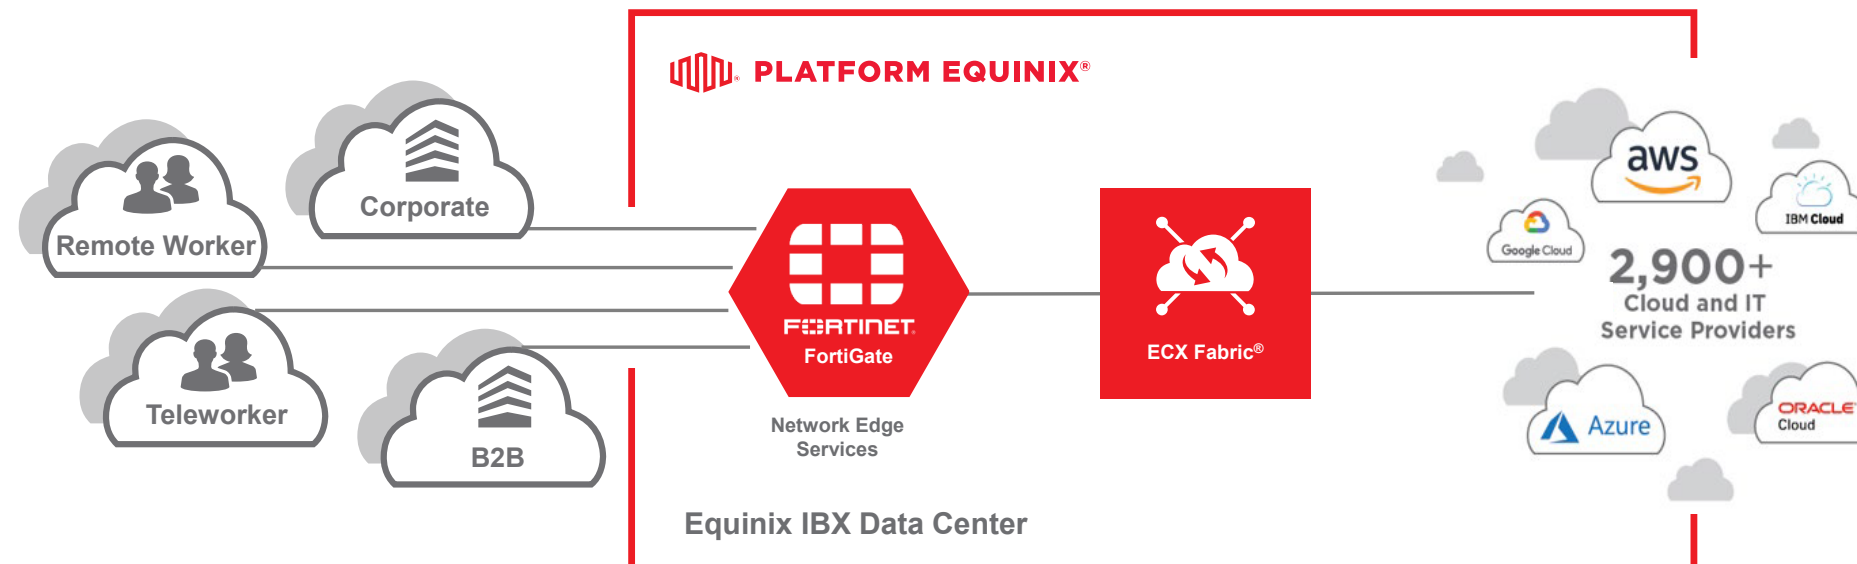 PLATFORM EQUINIX®
Corporate
Remote Worker
Teleworker
B2B
FORTINET.
FortiGate
Network Edge
Services
ECX Fabric®
Equinix IBX Data Center
aws
IBM Cloud
Google Cloud
2,900+
Cloud and IT
Service Providers
Azure
ORACLE
Cloud